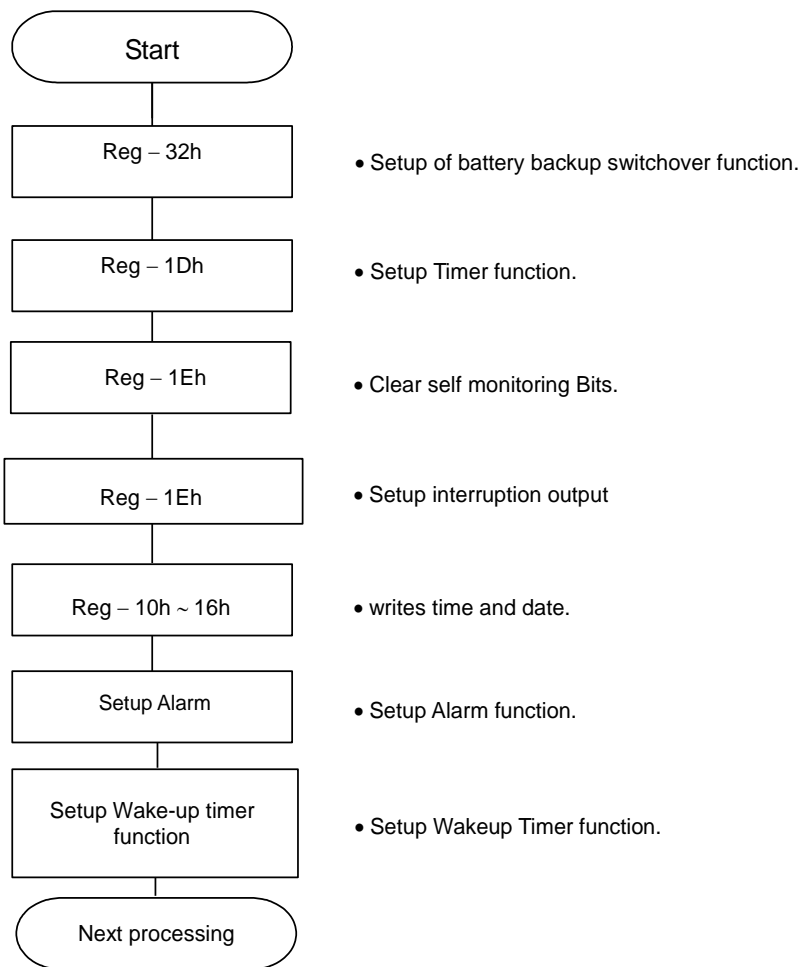 Start
Reg – 32h
• Setup of battery backup switchover function.
Reg – 1Dh
• Setup Timer function.
Reg – 1Eh
• Clear self monitoring Bits.
Reg – 1Eh
• Setup interruption output
Reg – 10h ~ 16h
• writes time and date.
Setup Alarm
• Setup Alarm function.
Setup Wake-up timer
function
• Setup Wakeup Timer function.
Next processing